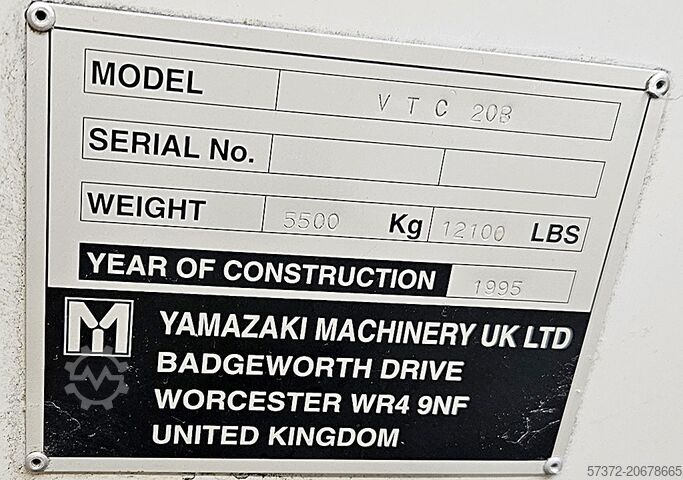 MODEL VTC 20B
SERIAL No.
WEIGHT 5500 Kg 12100 LBS
YEAR OF CONSTRUCTION 1995
M YAMAZAKI MACHINERY UK LTD
BADGEWORTH DRIVE
WORCESTER WR4 9NF
UNITED KINGDOM
57372-20678665